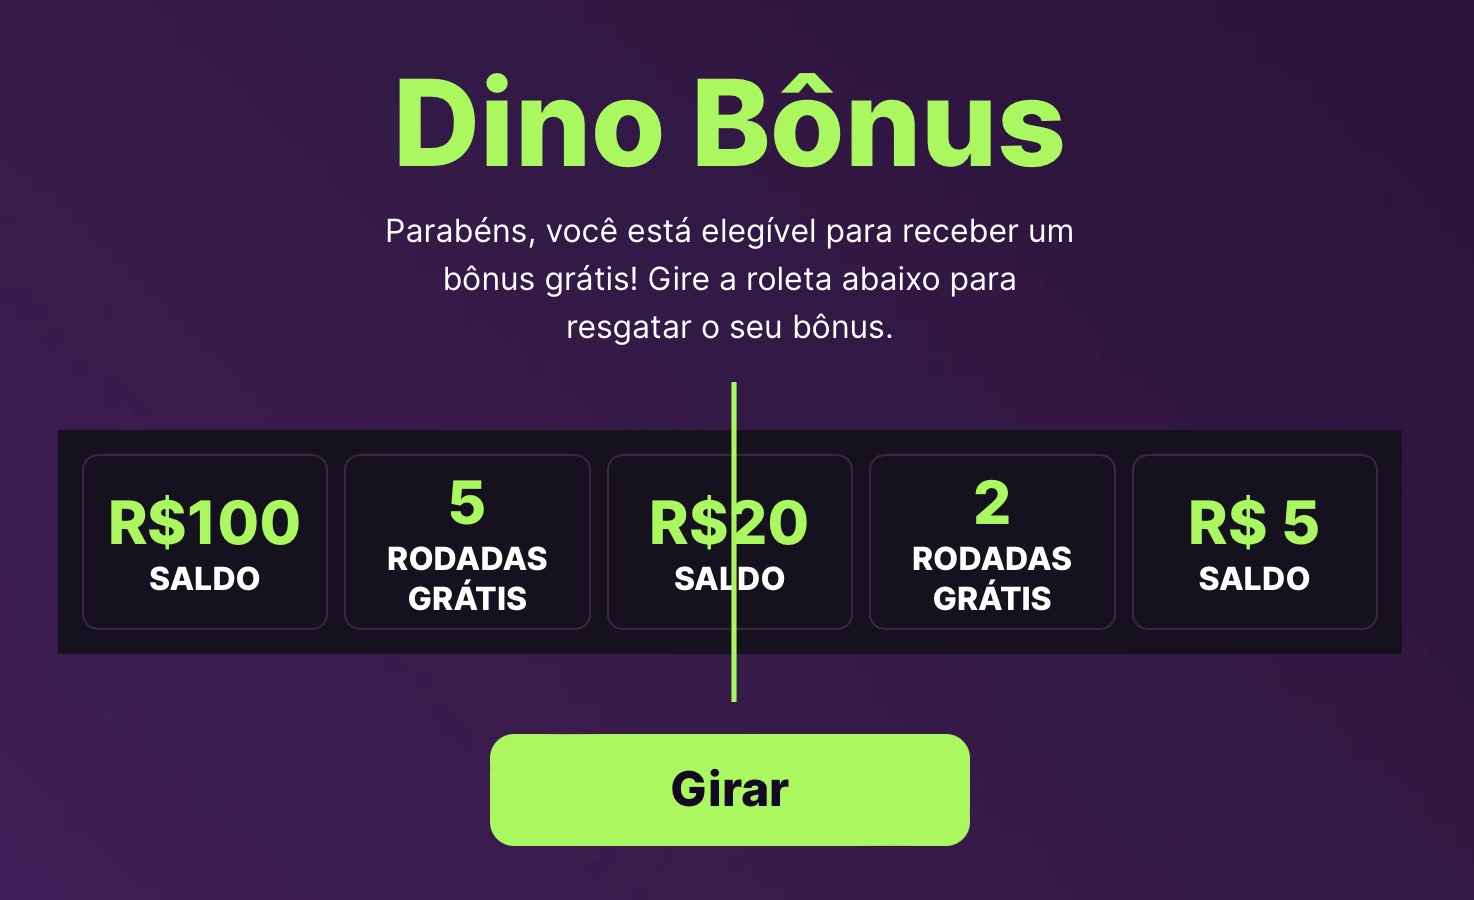 Dino Bônus
Parabéns, você está elegível para receber um
bônus grátis! Gire a roleta abaixo para
resgatar o seu bônus.
R$100
SALDO
5
RODADAS
GRÁTIS
R$20
SALDO
2
RODADAS
GRÁTIS
R$ 5
SALDO
Girar